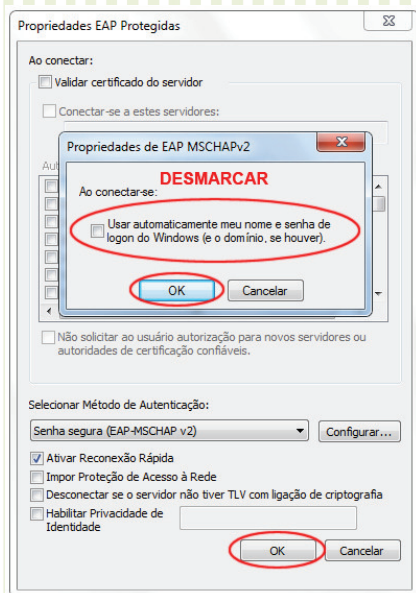 Propriedades EAP Protegidas
Ao conectar:
Validar certificado do servidor
Conectar-se a estes servidores:
Propriedades de EAP MSCHAPv2
DESMARCAR
Ao conectar-se:
Usar automaticamente meu nome e senha de
logon do Windows (e o domínio, se houver).
OK
Cancelar
Não solicitar ao usuário autorização para novos servidores ou
autoridades de certificação confiáveis.
Selecionar Método de Autenticação:
Senha segura (EAP-MSCHAP v2)
Configurar...
Ativar Reconexão Rápida
Impor Proteção de Acesso à Rede
Desconectar se o servidor não tiver TLV com ligação de criptografia
Habilitar Privacidade de
Identidade
OK
Cancelar